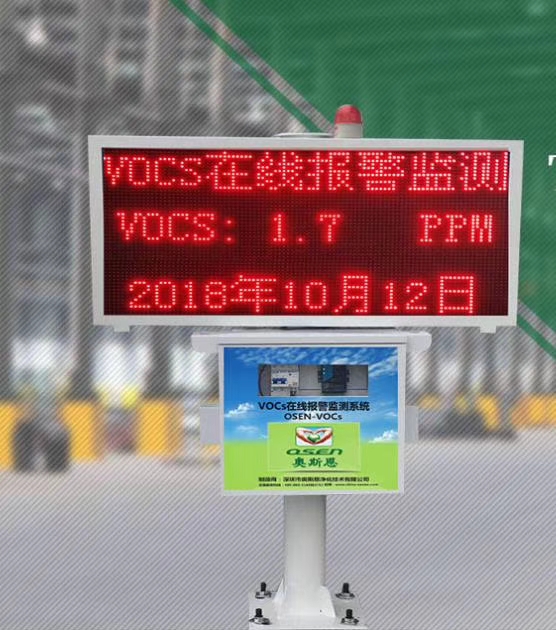 VOCS在线报警监测
VOCS: 1.7 PPM
2018年10月12日
VOCs在线报警监测系统
OSEN-VOCs
OSEN
奥斯恩
制造商：深圳市奥斯恩净化技术有限公司